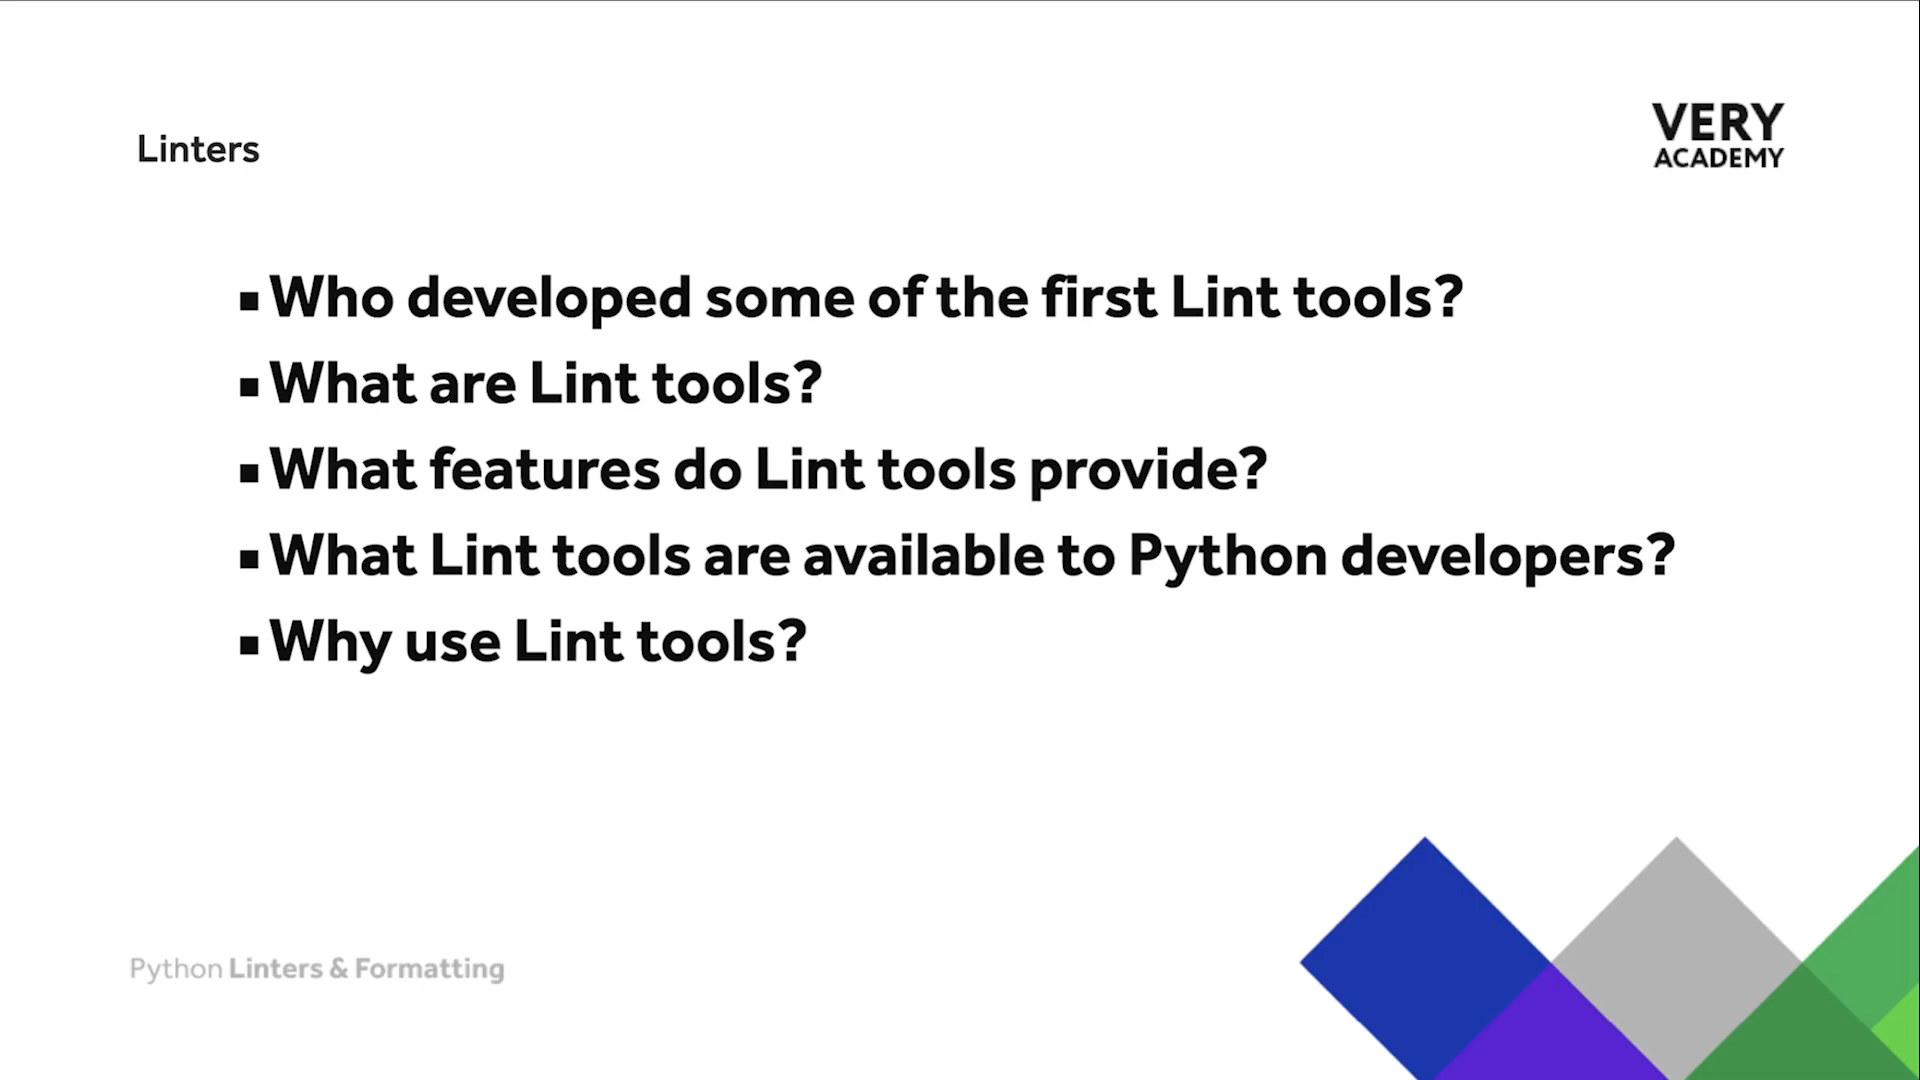 Linters
VERY
ACADEMY
▪ Who developed some of the first Lint tools?
▪ What are Lint tools?
▪ What features do Lint tools provide?
▪ What Lint tools are available to Python developers?
▪ Why use Lint tools?
Python Linters & Formatting